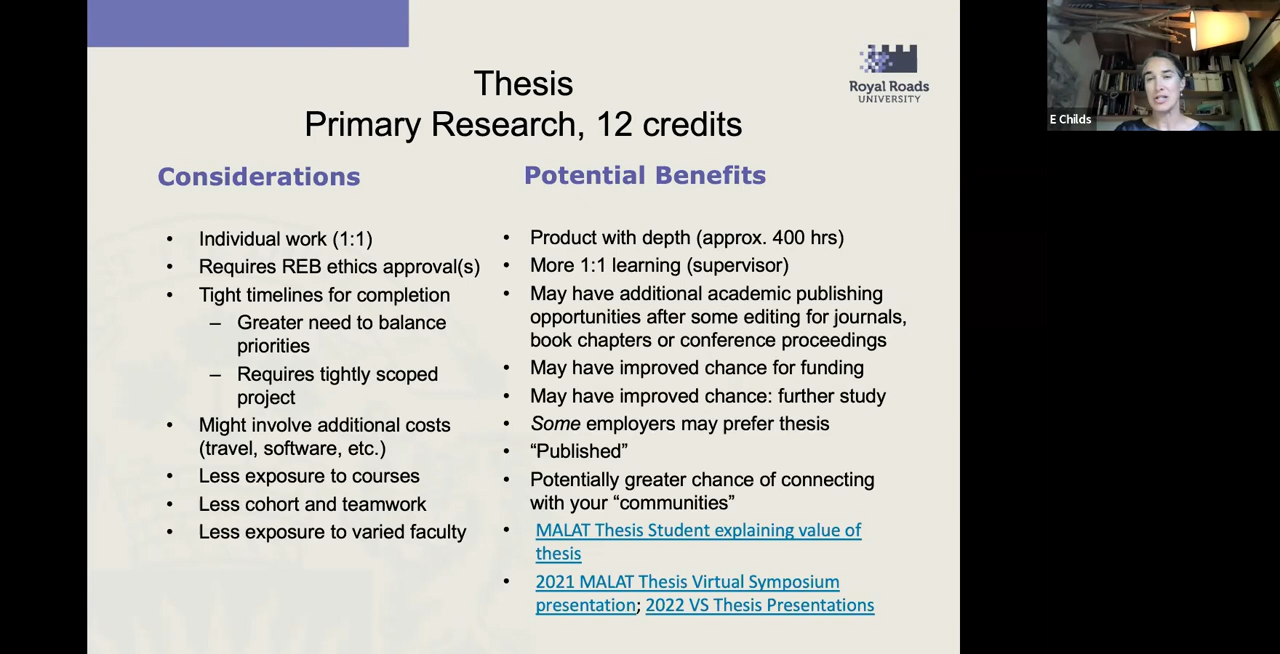 Royal Roads
UNIVERSITY
Thesis
Primary Research, 12 credits
Considerations
• Individual work (1:1)
• Requires REB ethics approval(s)
• Tight timelines for completion
– Greater need to balance
priorities
– Requires tightly scoped
project
• Might involve additional costs
(travel, software, etc.)
• Less exposure to courses
• Less cohort and teamwork
• Less exposure to varied faculty
Potential Benefits
• Product with depth (approx. 400 hrs)
• More 1:1 learning (supervisor)
• May have additional academic publishing
opportunities after some editing for journals,
book chapters or conference proceedings
• May have improved chance for funding
• May have improved chance: further study
• Some employers may prefer thesis
• “Published”
• Potentially greater chance of connecting
with your “communities”
• MALAT Thesis Student explaining value of
thesis
• 2021 MALAT Thesis Virtual Symposium
presentation; 2022 VS Thesis Presentations
E Childs